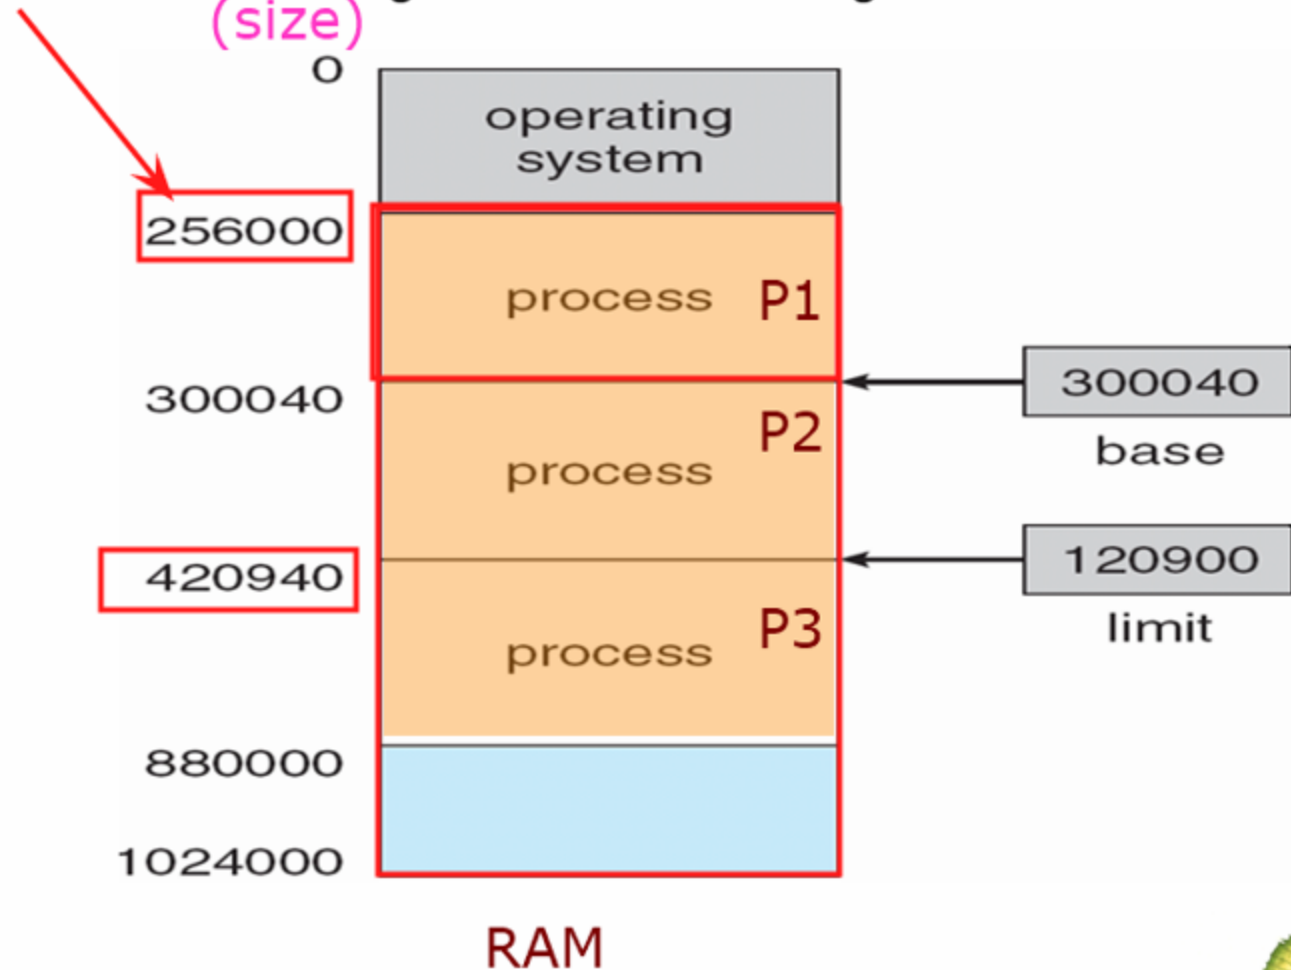 (size)
0
operating
system
256000
process P1
300040
300040
base
P2
process
420940
120900
limit
P3
process
880000
1024000
RAM